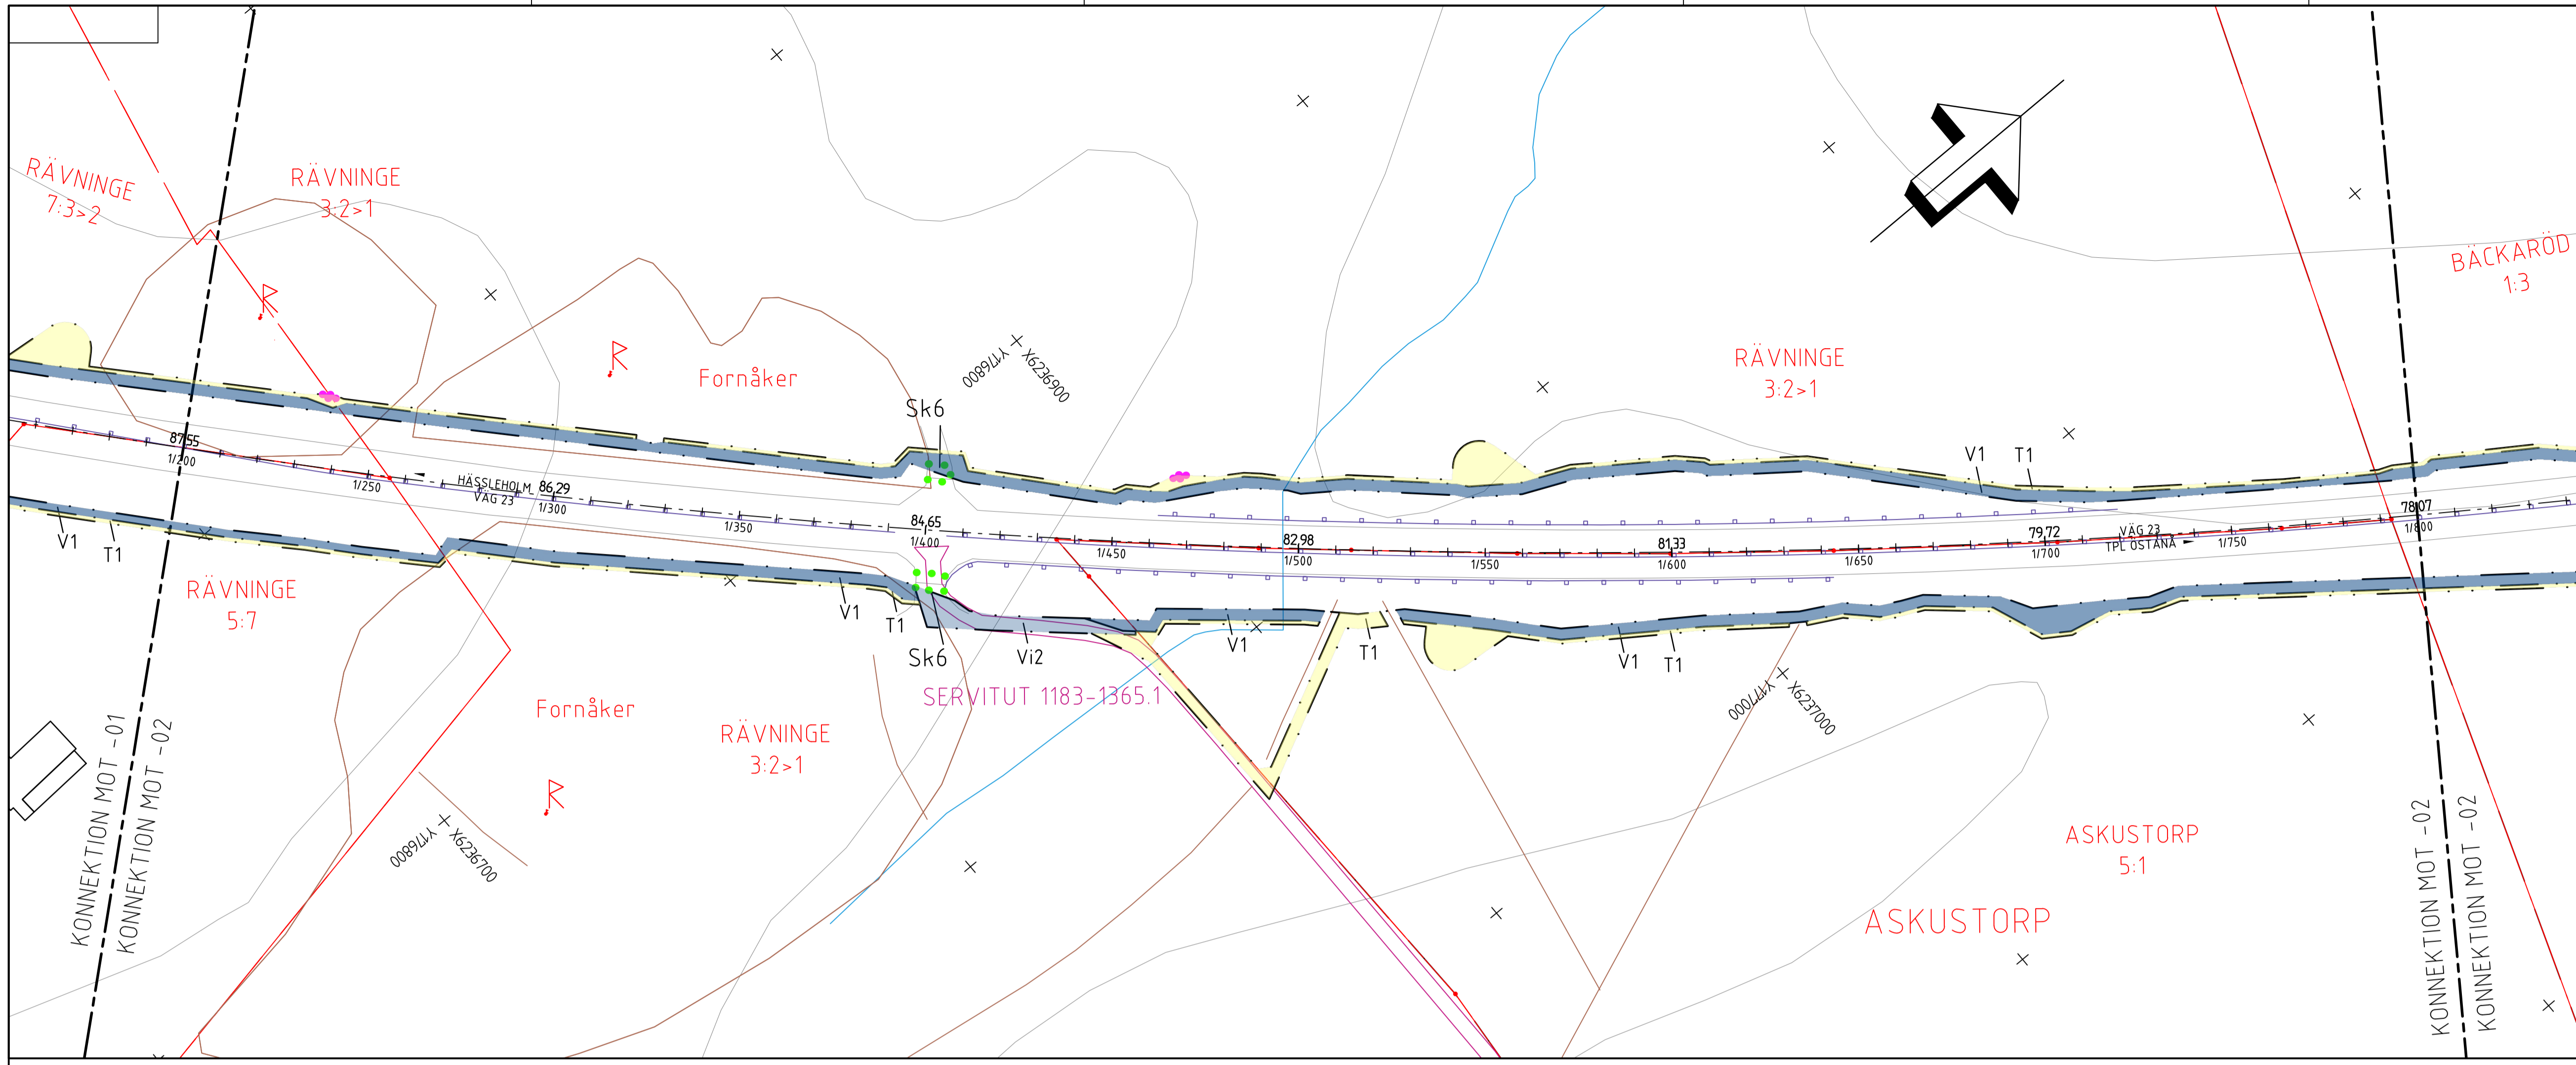 RÄVNINGE
7:3>2
RÄVNINGE
3:2>1
BÄCKARÖD
1:3
Fornåker
Y176800 X6236900
RÄVNINGE
3:2>1
Sk6
V1 T1
87,55
1/200
1/250
HÄSSLEHOLM
VÄG 23
86,29
1/300
1/350
84,65
1/400
1/450
82,98
1/500
1/550
81,33
1/600
1/650
79,72
1/700
VÄG 23
TPL ÖSTANÅ
1/750
78,07
1/800
V1 T1
V1 T1
Sk6
Vi2
V1
T1
V1 T1
RÄVNINGE
5:7
SERVITUT 1183-1365.1
Y177000 X6237000
Fornåker
RÄVNINGE
3:2>1
Y176800 X6236700
KONNEKTION MOT -01
KONNEKTION MOT -02
ASKUSTORP
5:1
ASKUSTORP
KONNEKTION MOT -02
KONNEKTION MOT -02